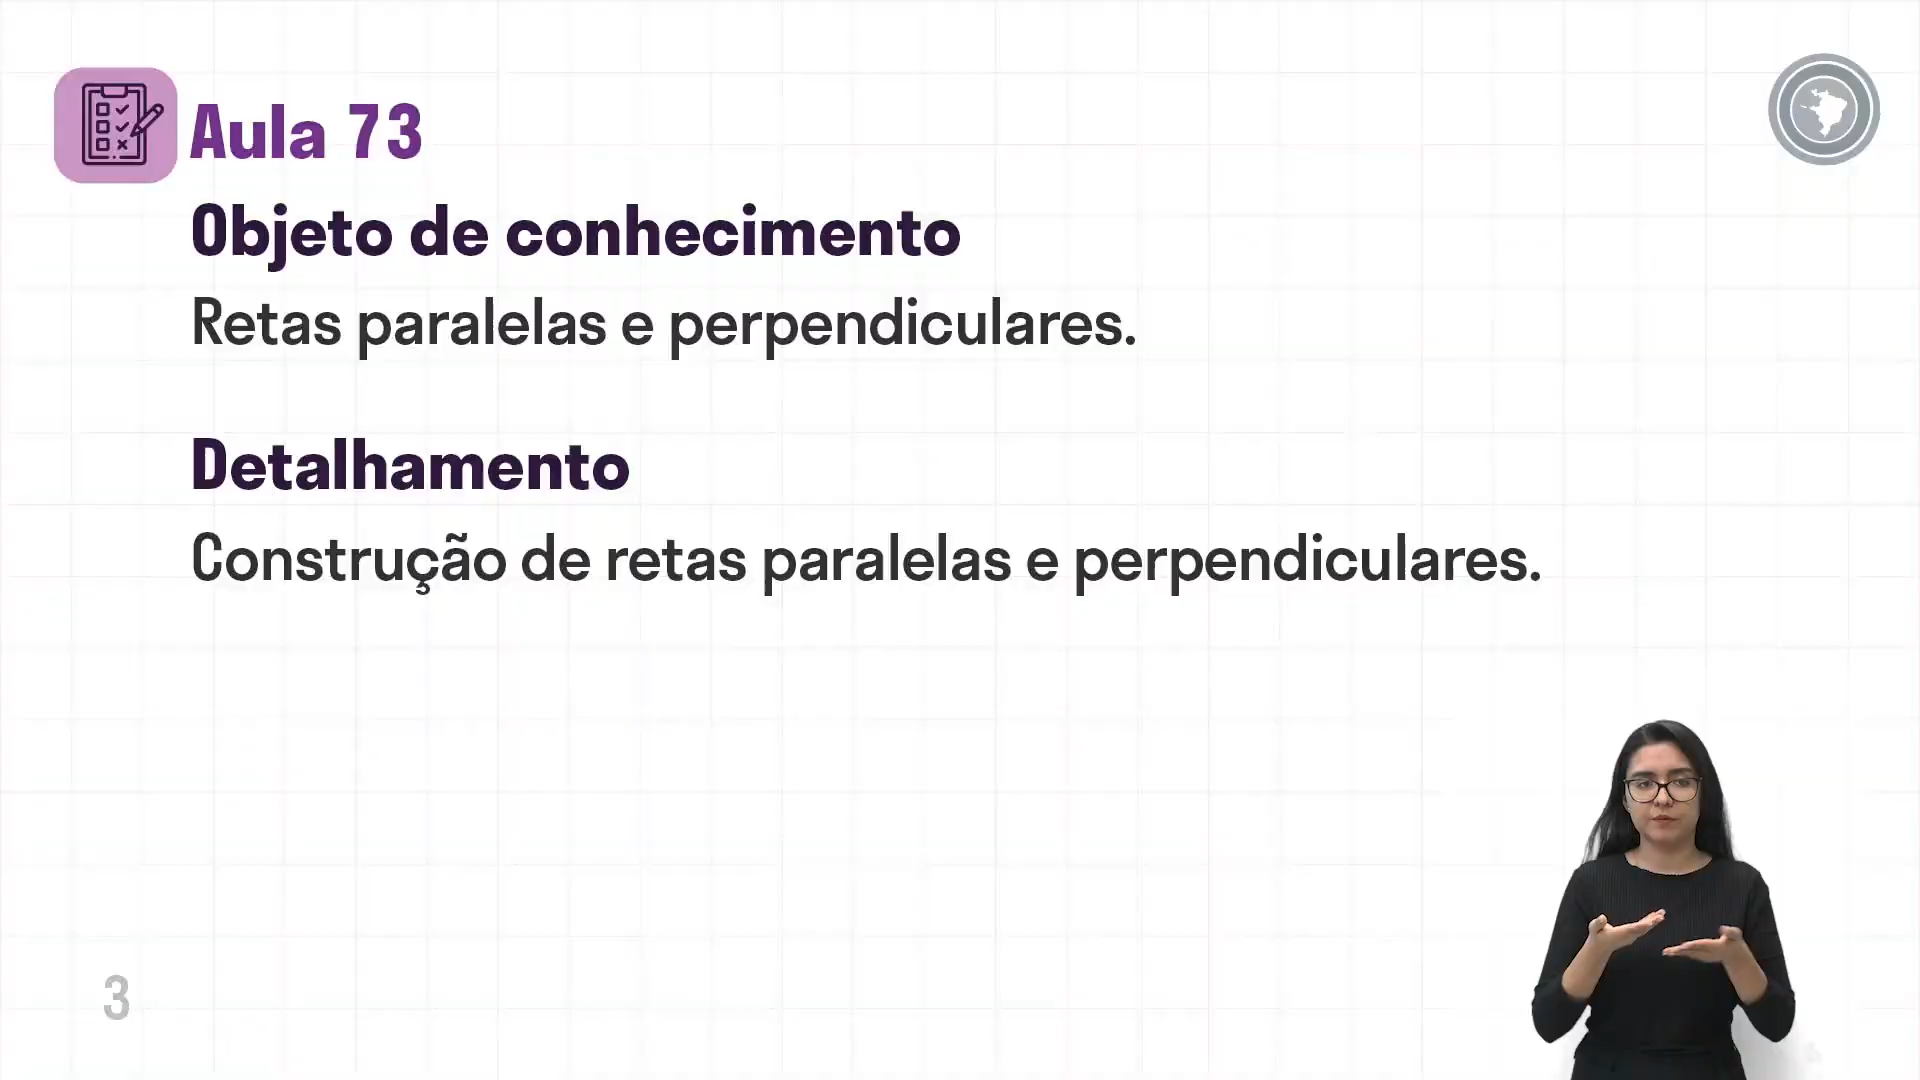 Aula 73
Objeto de conhecimento
Retas paralelas e perpendiculares.
Detalhamento
Construção de retas paralelas e perpendiculares.
3